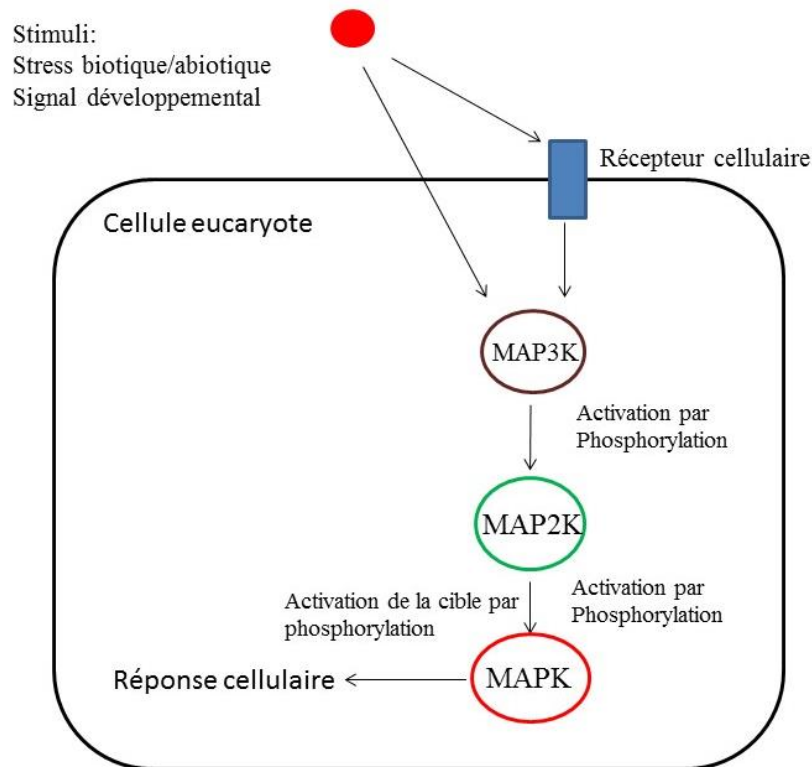 Stimuli:
Stress biotique/abiotique
Signal développemental
Récepteur cellulaire
Cellule eucaryote
MAP3K
Activation par
Phosphorylation
MAP2K
Activation de la cible par
phosphorylation
Activation par
Phosphorylation
MAPK
Réponse cellulaire